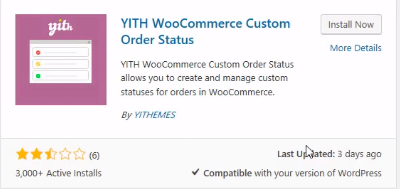 yith
YITH WooCommerce Custom
Order Status
Install Now
More Details
YITH WooCommerce Custom Order Status
allows you to create and manage custom
statuses for orders in WooCommerce.
By YITHEMES
(6)
Last Updated: 3 days ago
3,000+ Active Installs
Compatible with your version of WordPress